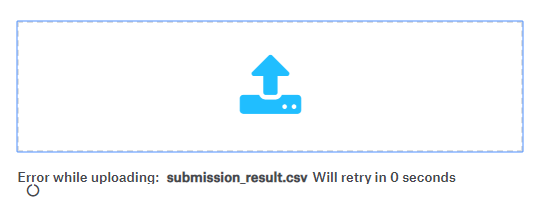 Error while uploading: submission_result.csv Will retry in 0 seconds